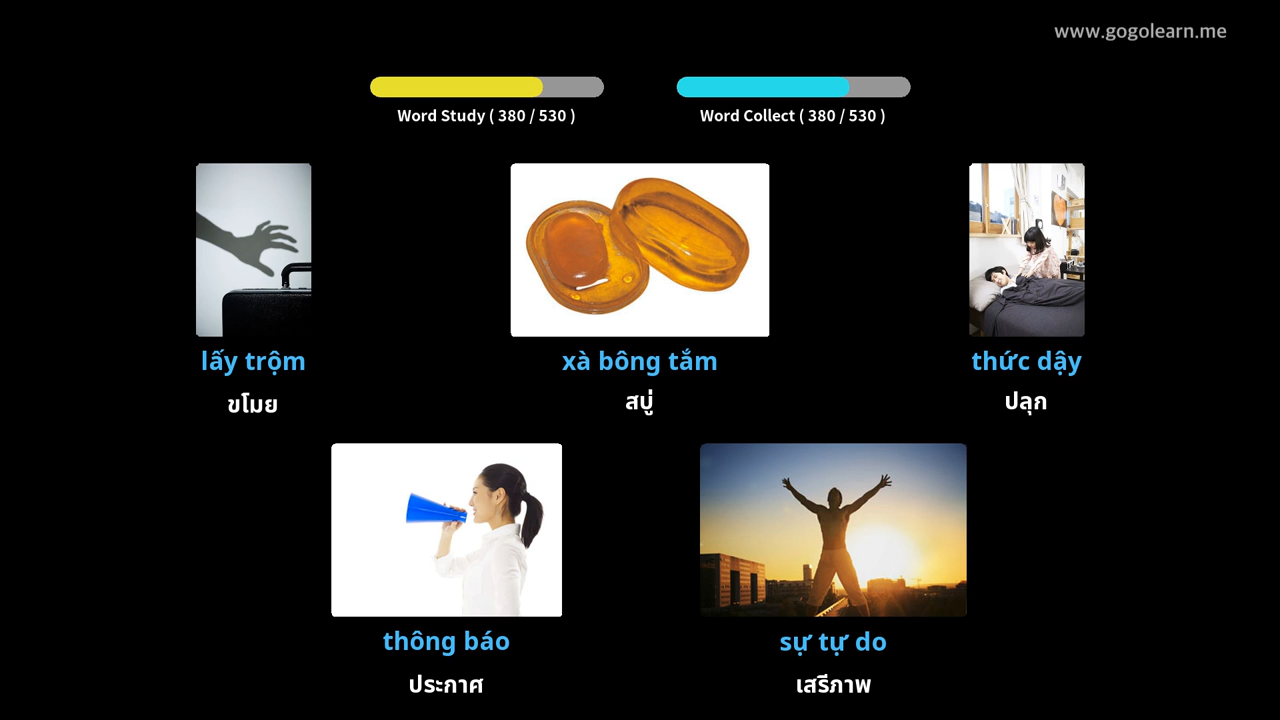 www.gogolearn.me
Word Study ( 380 / 530 )
Word Collect ( 380 / 530 )
lấy trộm
ขโมย
xà bông tắm
สบู่
thức dậy
ปลุก
thông báo
ประกาศ
sự tự do
เสรีภาพ